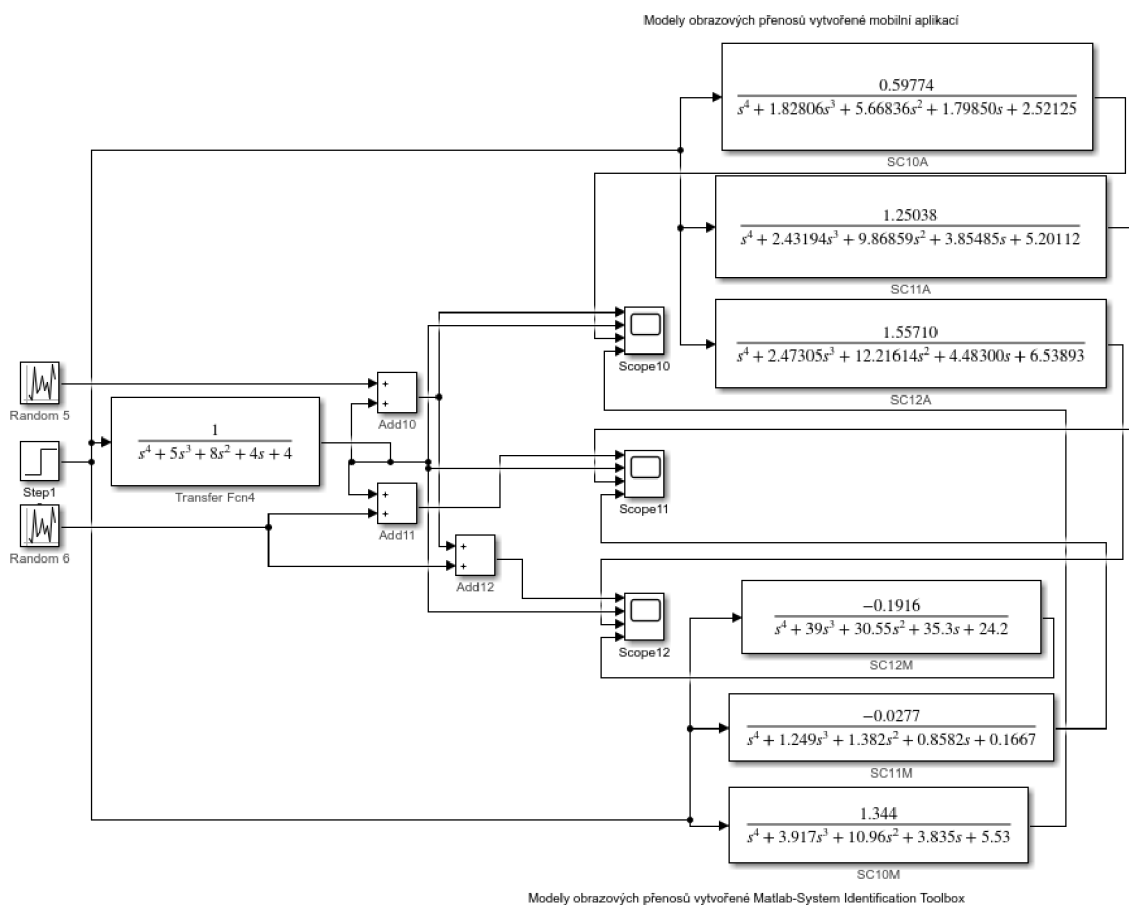 Modely obrazových přenosů vytvořené mobilní aplikací
0.59774
s⁴ + 1.82806s³ + 5.66836s² + 1.79850s + 2.52125
SC10A
1.25038
s⁴ + 2.43194s³ + 9.86859s² + 3.85485s + 5.20112
SC11A
1.55710
s⁴ + 2.47305s³ + 12.21614s² + 4.48300s + 6.53893
SC12A
Scope10
Random 5
+
+
Add10
1
s⁴ + 5s³ + 8s² + 4s + 4
Transfer Fcn4
Step1
Scope11
+
+
Add11
Random 6
+
+
Add12
Scope12
−0.1916
s⁴ + 39s³ + 30.55s² + 35.3s + 24.2
SC12M
−0.0277
s⁴ + 1.249s³ + 1.382s² + 0.8582s + 0.1667
SC11M
1.344
s⁴ + 3.917s³ + 10.96s² + 3.835s + 5.53
SC10M
Modely obrazových přenosů vytvořené Matlab-System Identification Toolbox